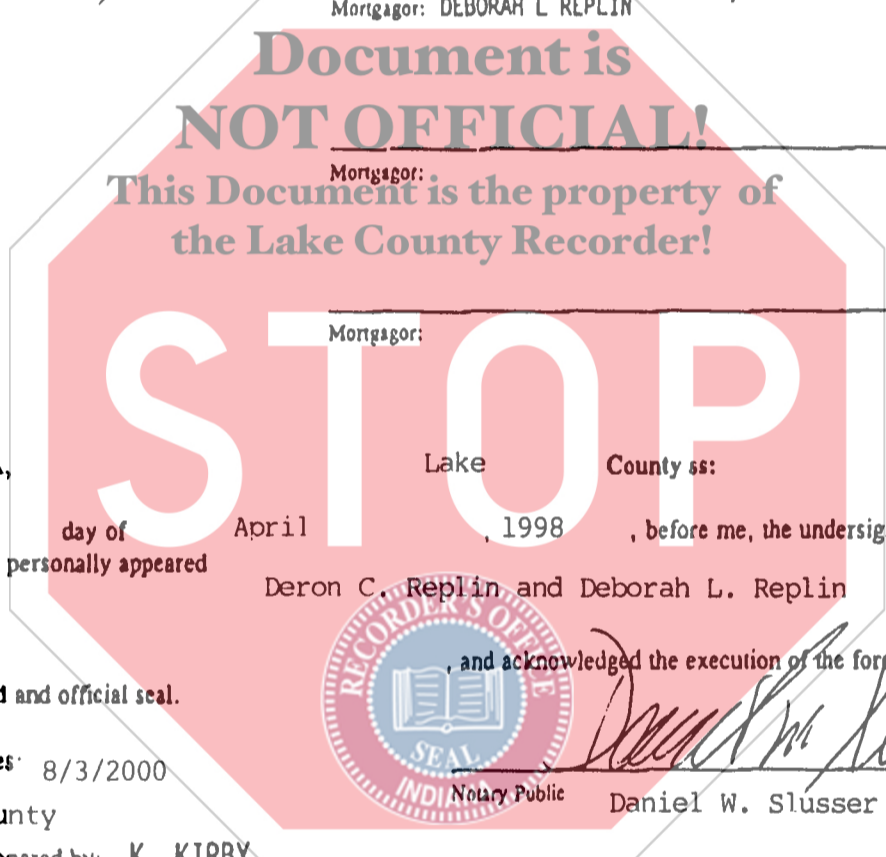 Mortgagor: DEBORAH L REPLIN
Document is
NOT OFFICIAL!
Mortgagor:
This Document is the property of
the Lake County Recorder!
Mortgagor:
STOP
Lake County ss:
day of April , 1998 , before me, the undersig
personally appeared
Deron C. Replin and Deborah L. Replin
RECORDER'S OFFICE
, and acknowledged the execution of the for
and official seal.
SEAL
INDIANA
8/3/2000
Notary Public Daniel W. Slusser
unty
by: K. KIRBY